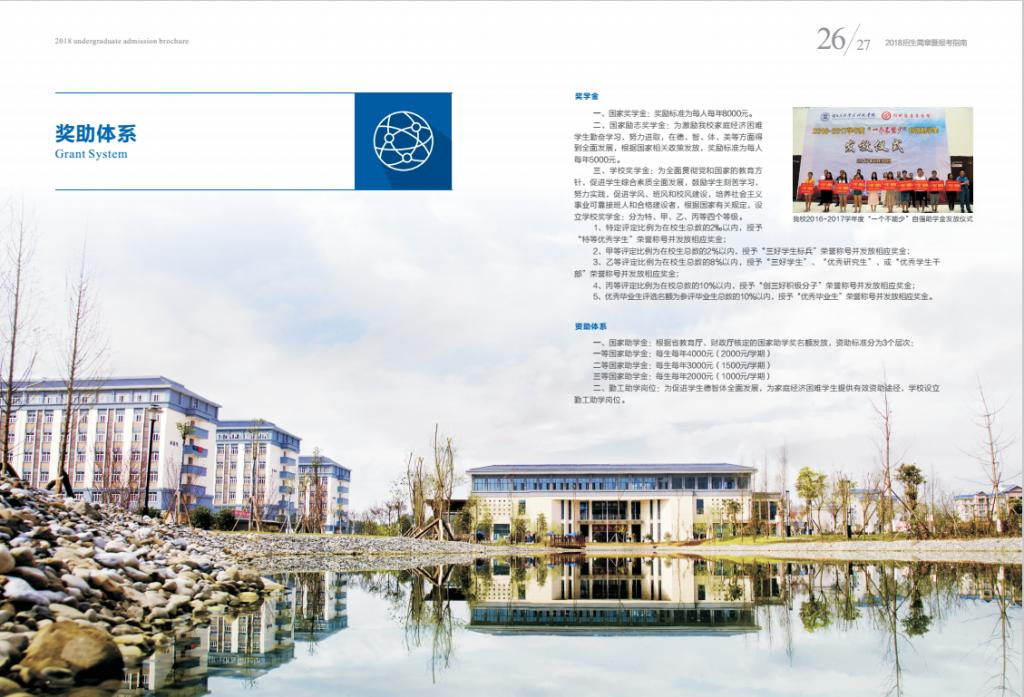 2018 undergraduate admission brochure
26/27 2018招生简章暨报考指南
奖助体系
Grant System
奖学金
一、国家奖学金：奖励标准为每人每年8000元。
二、国家励志奖学金：为激励我校家庭经济困难
学生勤奋学习、努力进取，在德、智、体、美等方面得
到全面发展，根据国家相关政策发放，奖励标准为每人
每年5000元。
三、学校奖学金：为全面贯彻党和国家的教育方
针，促进学生综合素质全面发展，鼓励学生刻苦学习，
努力实践，促进学风、班风和校风建设，培养社会主义
事业可靠接班人和合格建设者，根据国家有关规定，设
立学校奖学金：分为特、甲、乙、丙等四个等级。
1、特定评定比例为在校生总数的2‰以内，授予
“特等优秀学生”荣誉称号并发放相应奖金；
2、甲等评定比例为在校生总数的2%以内，授予“三好学生标兵”荣誉称号并发放相应奖金；
3、乙等评定比例为在校生总数的8%以内，授予“三好学生”、“优秀研究生”、或“优秀学生干
部”荣誉称号并发放相应奖金；
4、丙等评定比例为在校总数的10%以内，授予“创三好积极分子”荣誉称号并发放相应奖金；
5、优秀毕业生评选名额为参评毕业生总数的10%以内，授予“优秀毕业生”荣誉称号并发放相应奖金。
2016-2017学年度“一个不能少”
发放仪式
我校2016-2017学年度“一个不能少”自强助学金发放仪式
资助体系
一、国家助学金：根据省教育厅、财政厅核定的国家助学奖名额发放，资助标准分为3个层次：
一等国家助学金：每生每年4000元（2000元/学期）
二等国家助学金：每生每年3000元（1500元/学期）
三等国家助学金：每生每年2000元（1000元/学期）
二、勤工助学岗位：为促进学生德智体全面发展，为家庭经济困难学生提供有效资助途径，学校设立
勤工助学岗位。